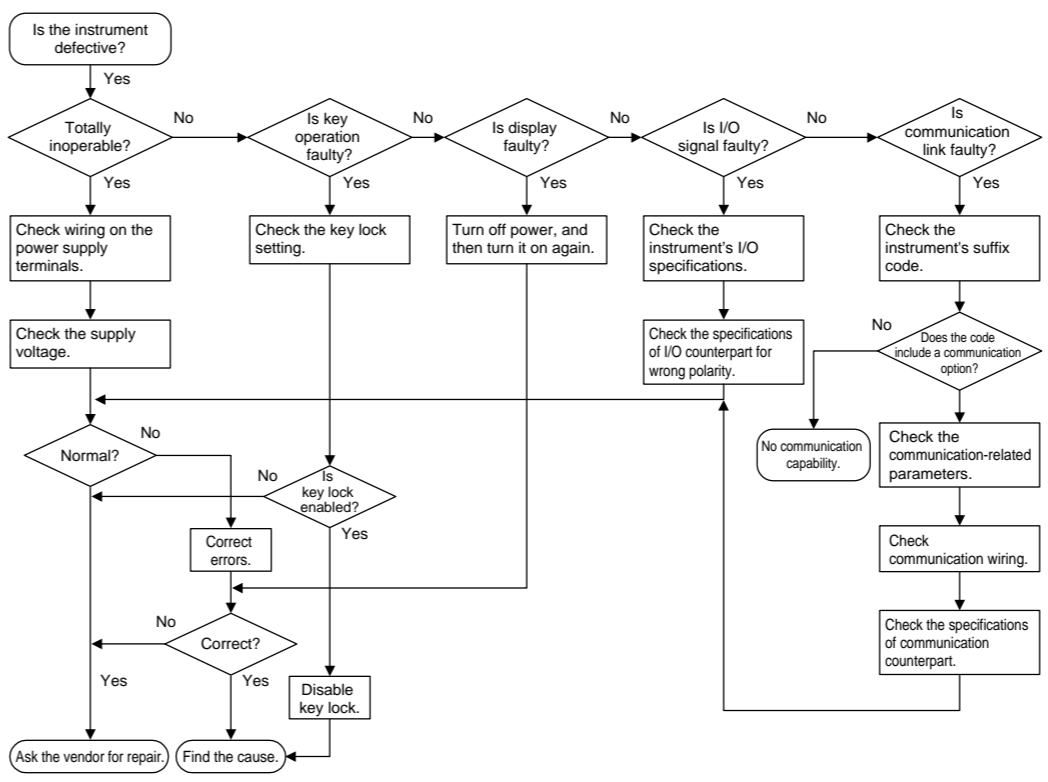 Is the instrument
defective?
Yes
Totally
inoperable?
No
Is key
operation
faulty?
No
Is display
faulty?
No
Is I/O
signal faulty?
No
Is
communication
link faulty?
Yes
Yes
Yes
Yes
Yes
Check wiring on the
power supply
terminals.
Check the key lock
setting.
Turn off power, and
then turn it on again.
Check the
instrument's I/O
specifications.
Check the
instrument's suffix
code.
Check the supply
voltage.
Check the specifications
of I/O counterpart for
wrong polarity.
No
Does the code
include a communication
option?
No communication
capability.
Check the
communication-related
parameters.
Normal?
No
No
Is
key lock
enabled?
Yes
Correct
errors.
Check
communication wiring.
No
Correct?
Yes
Yes
Check the specifications
of communication
counterpart.
Disable
key lock.
Ask the vendor for repair.
Find the cause.